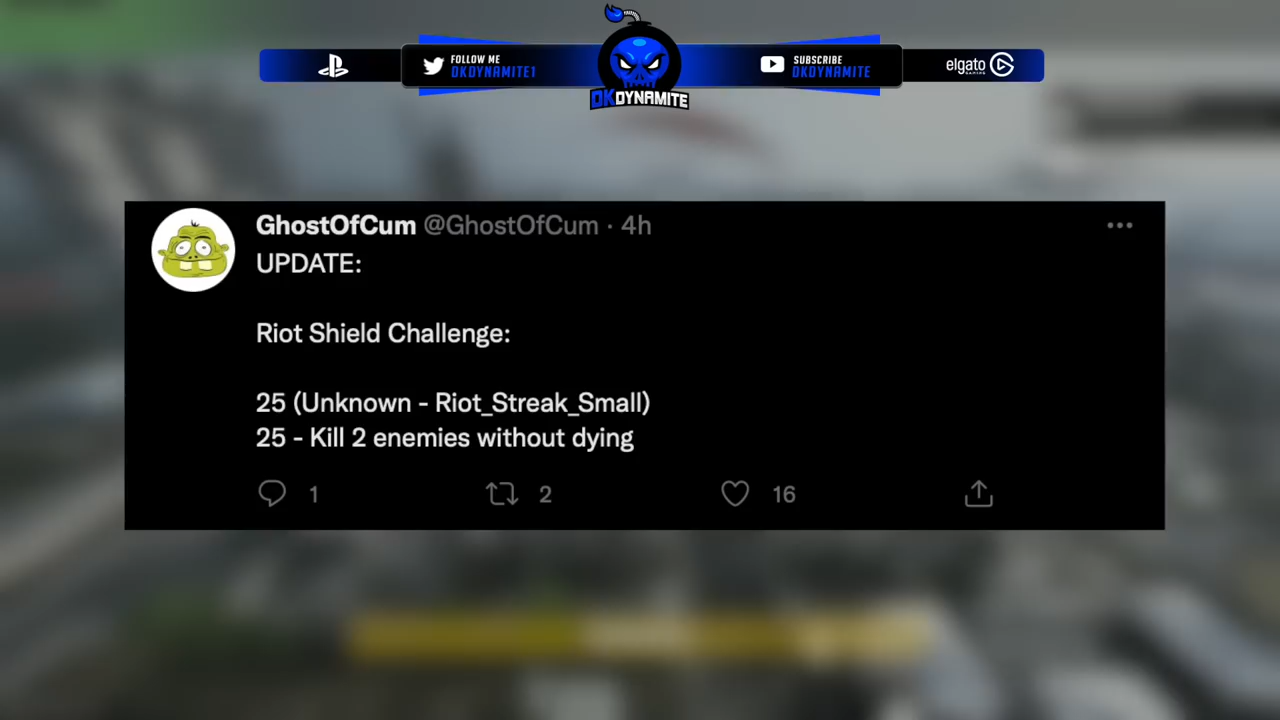 FOLLOW ME
DKDYNAMITE1
SUBSCRIBE
DKDYNAMITE
elgato
GAMING
DKDYNAMITE
GhostOfCum @GhostOfCum · 4h
UPDATE:
Riot Shield Challenge:
25 (Unknown - Riot_Streak_Small)
25 - Kill 2 enemies without dying
1 2 16